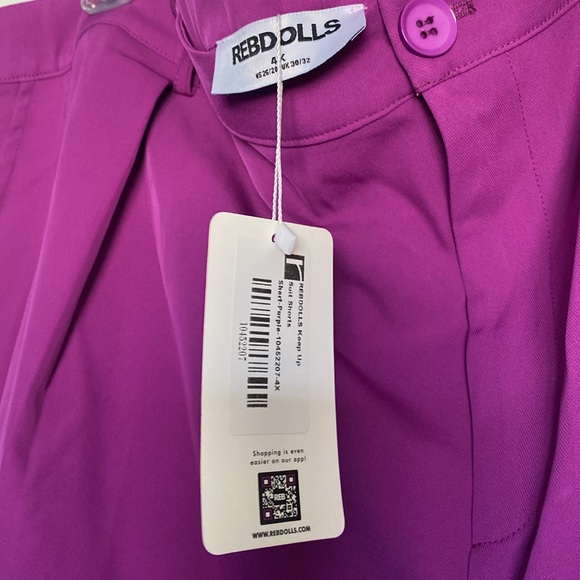 REBDOLLS
4X
US 26/28 UK 30/32
REBDOLLS Keep Up
Suit Shorts
Short-Purple-10452207-4X
10452207
Shopping is even
easier on our app!
REB
WWW.REBDOLLS.COM